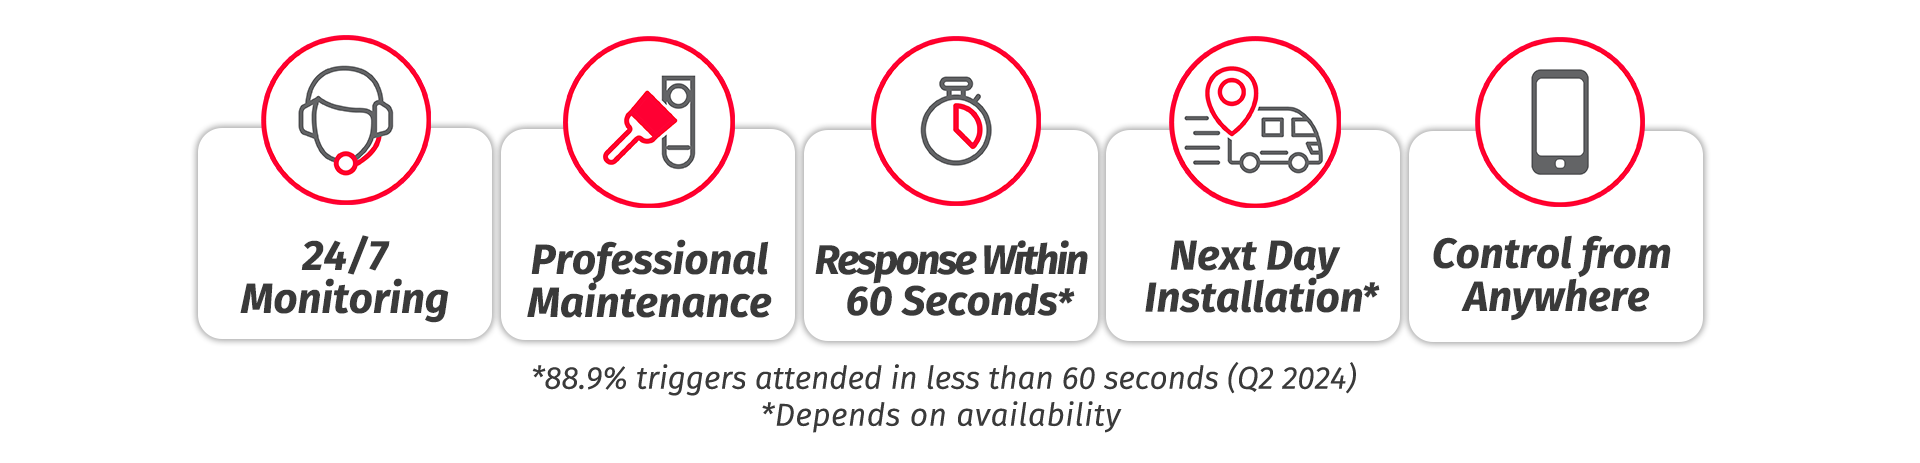 24/7
Monitoring
Professional
Maintenance
Response Within
60 Seconds*
Next Day
Installation*
Control from
Anywhere
*88.9% triggers attended in less than 60 seconds (Q2 2024)
*Depends on availability